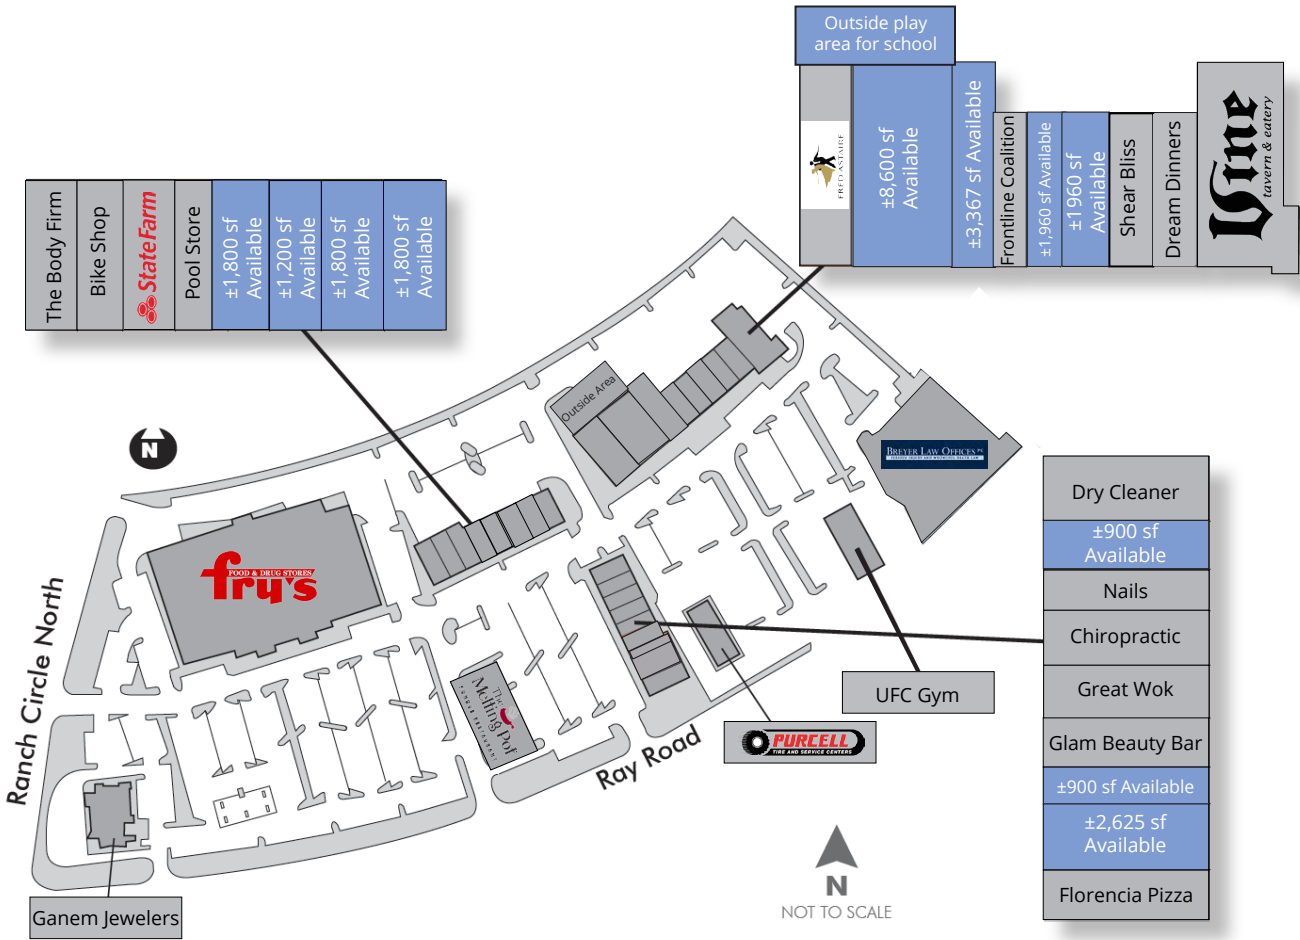 Outside play
area for school
FRED ASTAIRE
±8,600 sf
Available
±3,367 sf Available
Frontline Coalition
±1,960 sf Available
±1960 sf
Available
Shear Bliss
Dream Dinners
Vine
tavern & eatery
The Body Firm
Bike Shop
StateFarm
Pool Store
±1,800 sf
Available
±1,200 sf
Available
±1,800 sf
Available
±1,800 sf
Available
Outside Area
N
BREYER LAW OFFICES
fry's
FOOD & DRUG STORES
The
Melting Pot
FONDUE RESTAURANT
Ranch Circle North
Ray Road
Dry Cleaner
±900 sf
Available
Nails
Chiropractic
Great Wok
Glam Beauty Bar
±900 sf Available
±2,625 sf
Available
Florencia Pizza
UFC Gym
PURCELL
TIRE AND SERVICE CENTERS
Ganem Jewelers
N
NOT TO SCALE